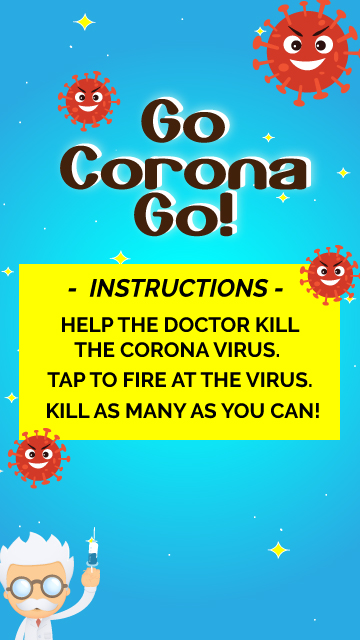 Go
Corona
Go!
- INSTRUCTIONS -
HELP THE DOCTOR KILL
THE CORONA VIRUS.
TAP TO FIRE AT THE VIRUS.
KILL AS MANY AS YOU CAN!